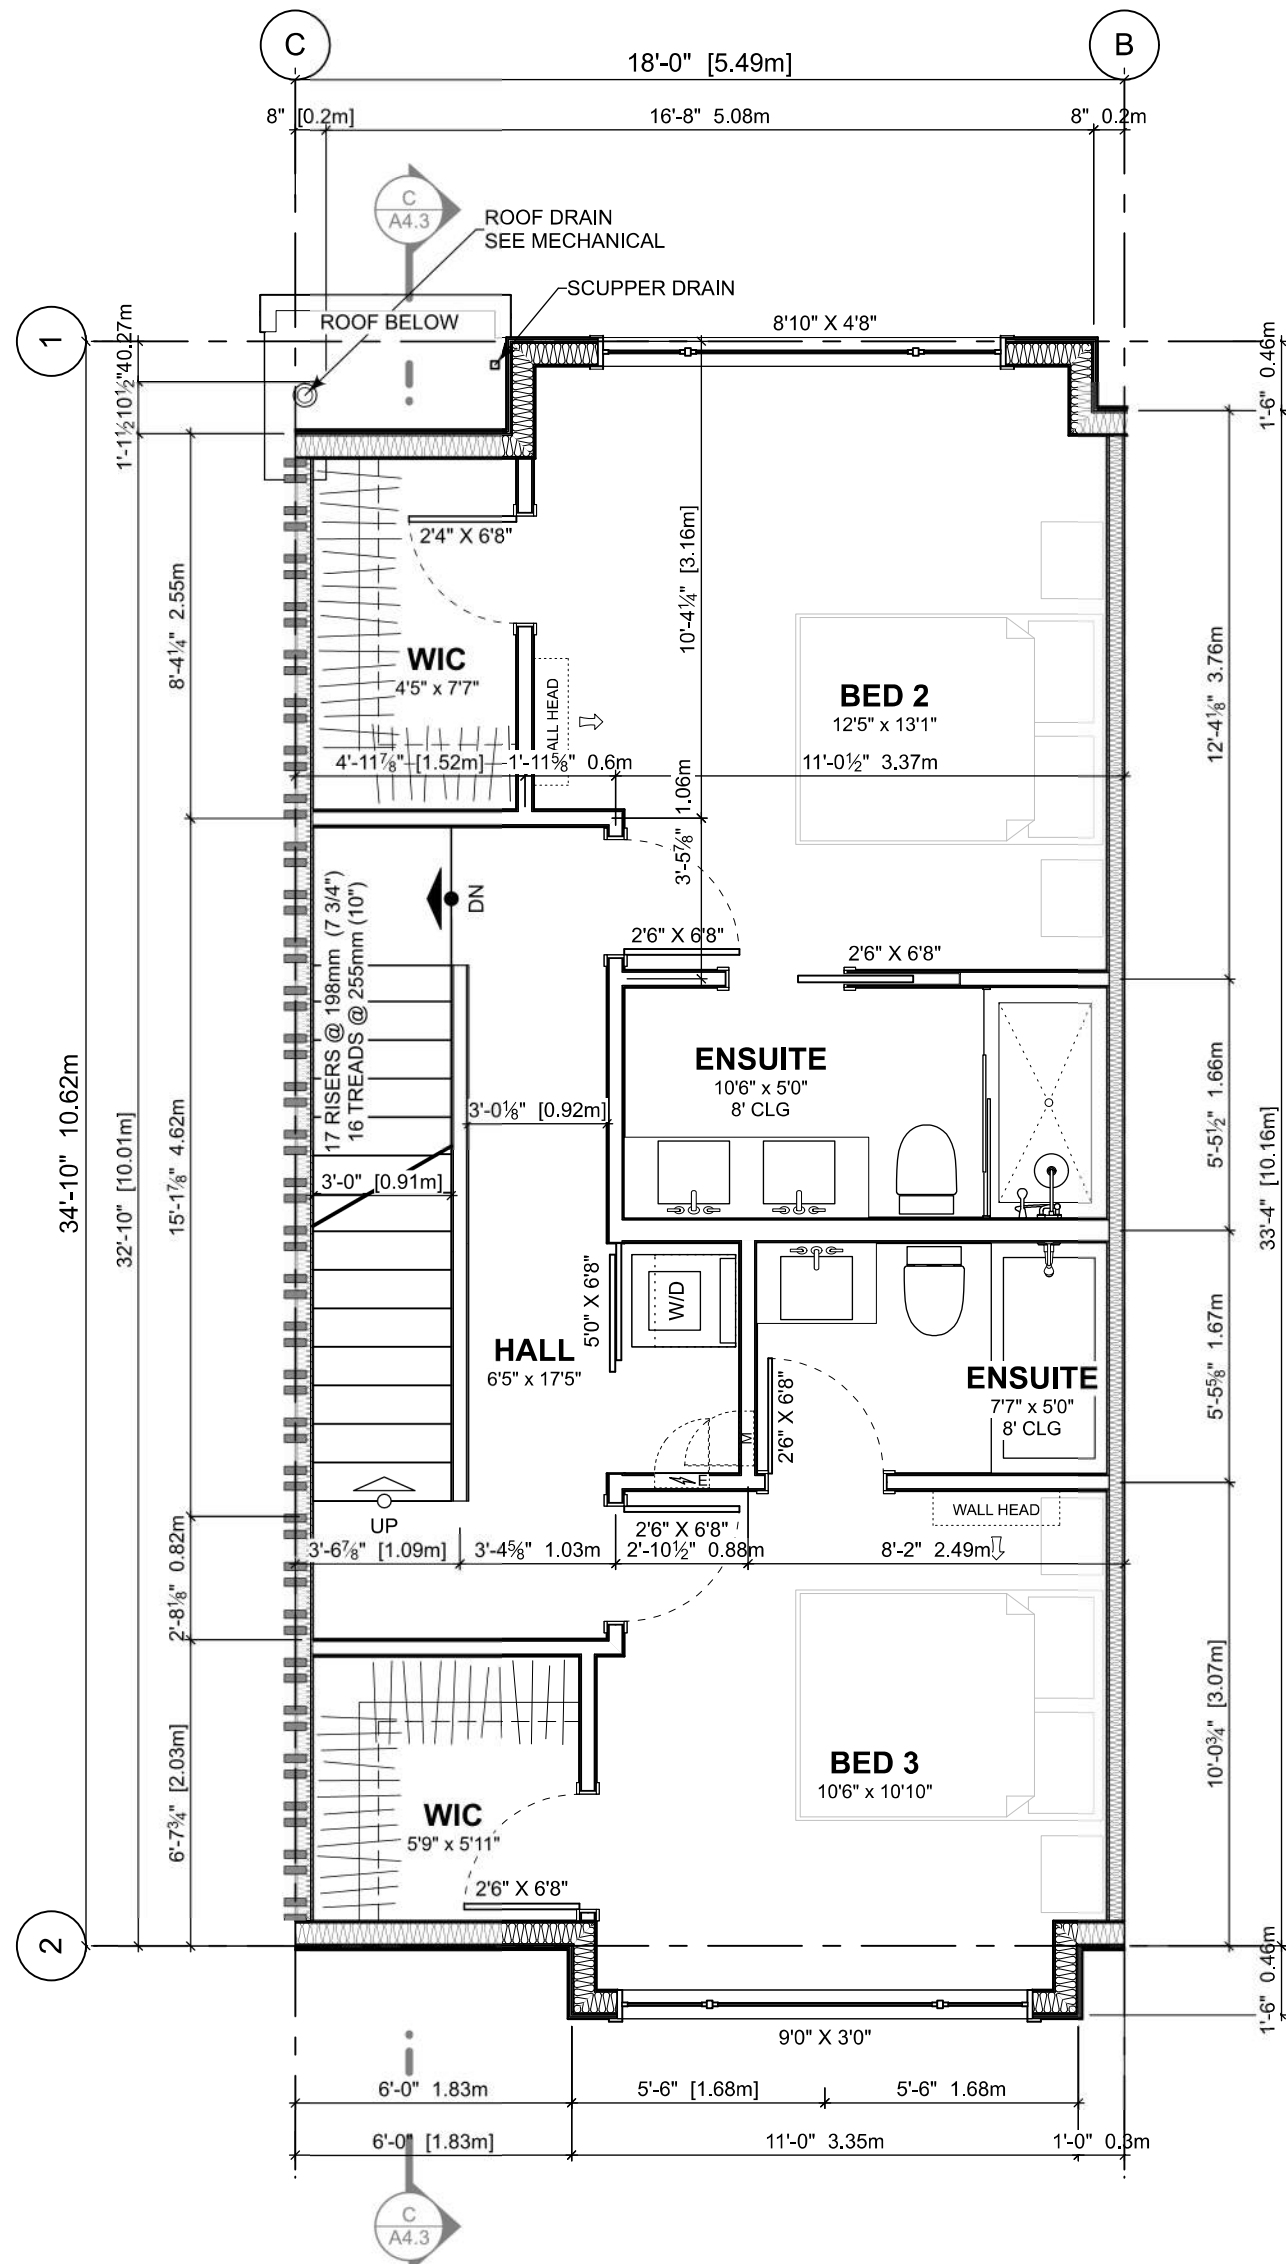 C
B
18'-0" [5.49m]
8" [0.2m]
16'-8" 5.08m
8" 0.2m
C
A4.3
ROOF DRAIN
SEE MECHANICAL
SCUPPER DRAIN
ROOF BELOW
8'10" X 4'8"
1
1'-1½"
10½"
40.27m
1'-6" 0.46m
2'4" X 6'8"
10'-4¼" [3.16m]
8'-4¼" 2.55m
WIC
4'5" x 7'7"
ALL HEAD
BED 2
12'5" x 13'1"
12'-4⅛" 3.76m
4'-11⅞" [1.52m]
1'-11⅝" 0.6m
11'-0½" 3.37m
3'-5⅞" 1.06m
DN
17 RISERS @ 198mm (7 3/4")
16 TREADS @ 255mm (10")
2'6" X 6'8"
2'6" X 6'8"
ENSUITE
10'6" x 5'0"
8' CLG
3'-0⅛" [0.92m]
5'-5½" 1.66m
34'-10" 10.62m
32'-10" [10.01m]
15'-1⅞" 4.62m
3'-0" [0.91m]
33'-4" [10.16m]
5'0" X 6'8"
W/D
HALL
6'5" x 17'5"
ENSUITE
7'7" x 5'0"
8' CLG
5'-5⅝" 1.67m
2'6" X 6'8"
M
E
WALL HEAD
UP
2'6" X 6'8"
3'-6⅞" [1.09m]
3'-4⅝" 1.03m
2'-10½" 0.88m
8'-2" 2.49m
2'-8⅛" 0.82m
10'-0¾" [3.07m]
BED 3
10'6" x 10'10"
6'-7¾" [2.03m]
WIC
5'9" x 5'11"
2'6" X 6'8"
2
1'-6" 0.46m
9'0" X 3'0"
6'-0" 1.83m
5'-6" [1.68m]
5'-6" 1.68m
6'-0" [1.83m]
11'-0" 3.35m
1'-0" 0.3m
C
A4.3